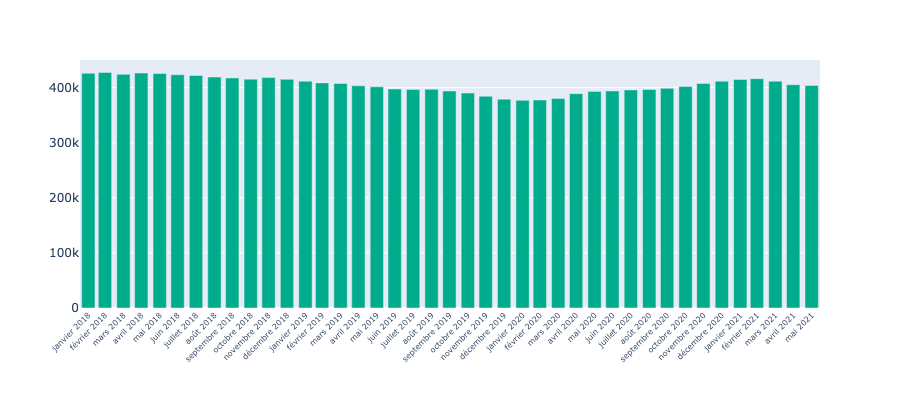 400k
300k
200k
100k
0
janvier 2018
février 2018
mars 2018
avril 2018
mai 2018
juin 2018
juillet 2018
août 2018
septembre 2018
octobre 2018
novembre 2018
décembre 2018
janvier 2019
février 2019
mars 2019
avril 2019
mai 2019
juin 2019
juillet 2019
août 2019
septembre 2019
octobre 2019
novembre 2019
décembre 2019
janvier 2020
février 2020
mars 2020
avril 2020
mai 2020
juin 2020
juillet 2020
août 2020
septembre 2020
octobre 2020
novembre 2020
décembre 2020
janvier 2021
février 2021
mars 2021
avril 2021
mai 2021